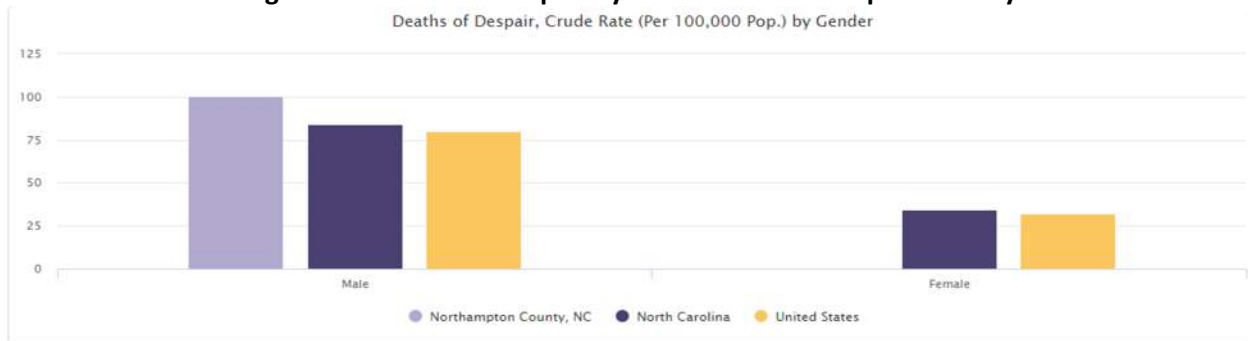 Deaths of Despair, Crude Rate (Per 100,000 Pop.) by Gender
125
100
75
50
25
0
Male
Female
Northampton County, NC
North Carolina
United States